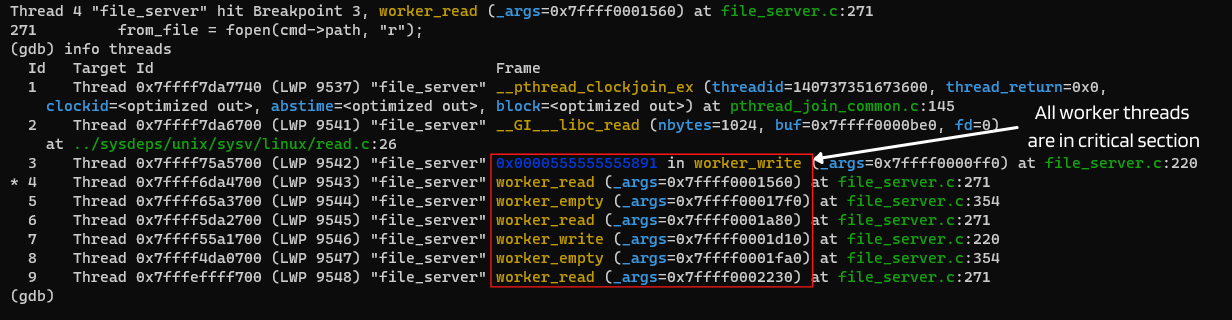 Thread 4 "file_server" hit Breakpoint 3, worker_read (_args=0x7ffff0001560) at file_server.c:271
271         from_file = fopen(cmd->path, "r");
(gdb) info threads
  Id   Target Id                                   Frame
  1    Thread 0x7ffff7da7740 (LWP 9537) "file_server" __pthread_clockjoin_ex (threadid=140737351673600, thread_return=0x0,
    clockid=<optimized out>, abstime=<optimized out>, block=<optimized out>) at pthread_join_common.c:145
  2    Thread 0x7ffff7da6700 (LWP 9541) "file_server" __GI___libc_read (nbytes=1024, buf=0x7ffff0000be0, fd=0)
    at ../sysdeps/unix/sysv/linux/read.c:26
All worker threads
are in critical section
  3    Thread 0x7ffff75a5700 (LWP 9542) "file_server" 0x0000555555555891 in worker_write (_args=0x7ffff0000ff0) at file_server.c:220
* 4    Thread 0x7ffff6da4700 (LWP 9543) "file_server" worker_read (_args=0x7ffff0001560) at file_server.c:271
  5    Thread 0x7ffff65a3700 (LWP 9544) "file_server" worker_empty (_args=0x7ffff00017f0) at file_server.c:354
  6    Thread 0x7ffff5da2700 (LWP 9545) "file_server" worker_read (_args=0x7ffff0001a80) at file_server.c:271
  7    Thread 0x7ffff55a1700 (LWP 9546) "file_server" worker_write (_args=0x7ffff0001d10) at file_server.c:220
  8    Thread 0x7ffff4da0700 (LWP 9547) "file_server" worker_empty (_args=0x7ffff0001fa0) at file_server.c:354
  9    Thread 0x7fffeffff700 (LWP 9548) "file_server" worker_read (_args=0x7ffff0002230) at file_server.c:271
(gdb)